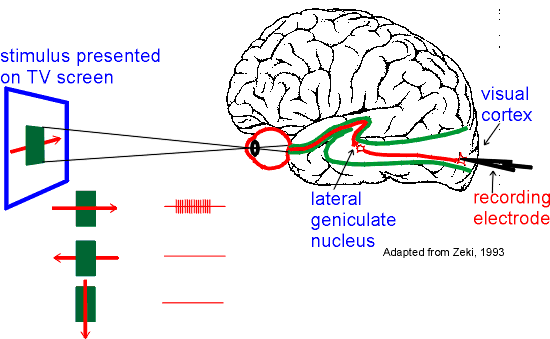 stimulus presented
on TV screen
visual
cortex
lateral
geniculate
nucleus
recording
electrode
Adapted from Zeki, 1993